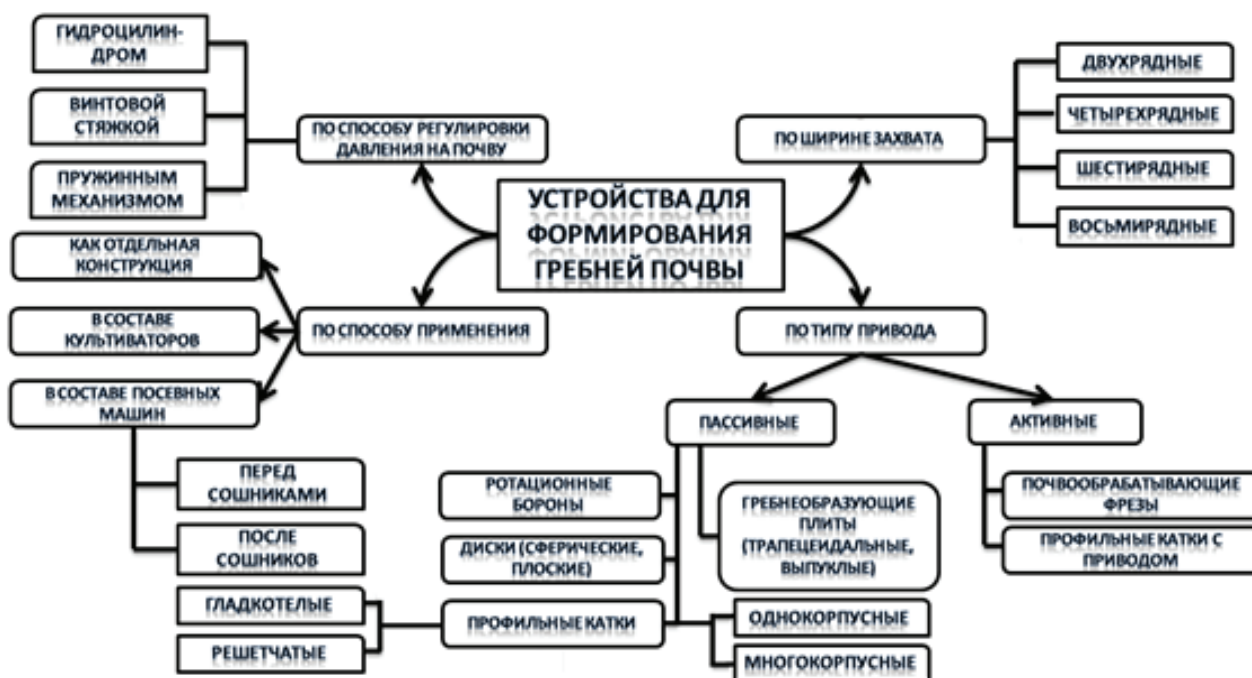 ГИДРОЦИЛИН-
ДРОМ
ВИНТОВОЙ
СТЯЖКОЙ
ПРУЖИННЫМ
МЕХАНИЗМОМ
ПО СПОСОБУ РЕГУЛИРОВКИ
ДАВЛЕНИЯ НА ПОЧВУ
ПО ШИРИНЕ ЗАХВАТА
ДВУХРЯДНЫЕ
ЧЕТЫРЕХРЯДНЫЕ
ШЕСТИРЯДНЫЕ
ВОСЬМИРЯДНЫЕ
УСТРОЙСТВА ДЛЯ
ФОРМИРОВАНИЯ
ГРЕБНЕЙ ПОЧВЫ
КАК ОТДЕЛЬНАЯ
КОНСТРУКЦИЯ
В СОСТАВЕ
КУЛЬТИВАТОРОВ
В СОСТАВЕ ПОСЕВНЫХ
МАШИН
ПО СПОСОБУ ПРИМЕНЕНИЯ
ПО ТИПУ ПРИВОДА
ПАССИВНЫЕ
АКТИВНЫЕ
ПЕРЕД
СОШНИКАМИ
ПОСЛЕ
СОШНИКОВ
ГЛАДКОТЕЛЫЕ
РЕШЕТЧАТЫЕ
РОТАЦИОННЫЕ
БОРОНЫ
ДИСКИ (СФЕРИЧЕСКИЕ,
ПЛОСКИЕ)
ПРОФИЛЬНЫЕ КАТКИ
ГРЕБНЕОБРАЗУЮЩИЕ
ПЛИТЫ
(ТРАПЕЦЕИДАЛЬНЫЕ,
ВЫПУКЛЫЕ)
ОДНОКОРПУСНЫЕ
МНОГОКОРПУСНЫЕ
ПОЧВООБРАБАТЫВАЮЩИЕ
ФРЕЗЫ
ПРОФИЛЬНЫЕ КАТКИ С
ПРИВОДОМ